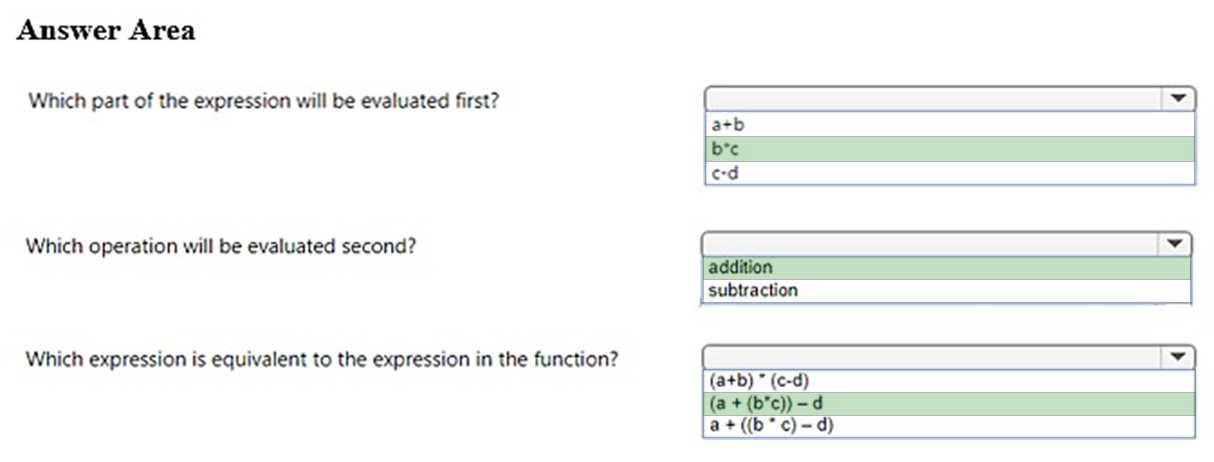 Answer Area
Which part of the expression will be evaluated first?
a+b
b*c
c-d
Which operation will be evaluated second?
addition
subtraction
Which expression is equivalent to the expression in the function?
(a+b) * (c-d)
(a + (b*c)) – d
a + ((b * c) – d)